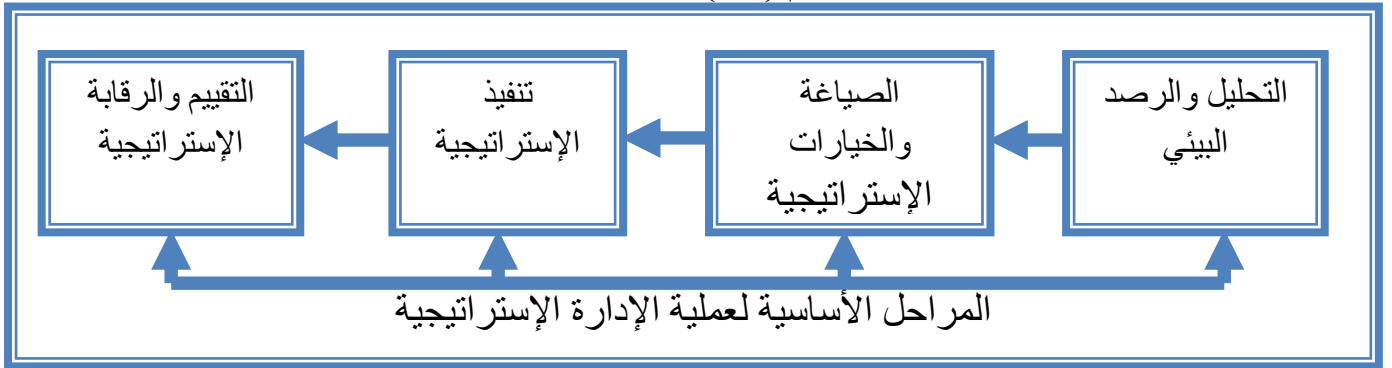 التحليل والرصد
البيئي
الصياغة
والخيارات
الإستراتيجية
تنفيذ
الإستراتيجية
التقييم والرقابة
الإستراتيجية
المراحل الأساسية لعملية الإدارة الإستراتيجية